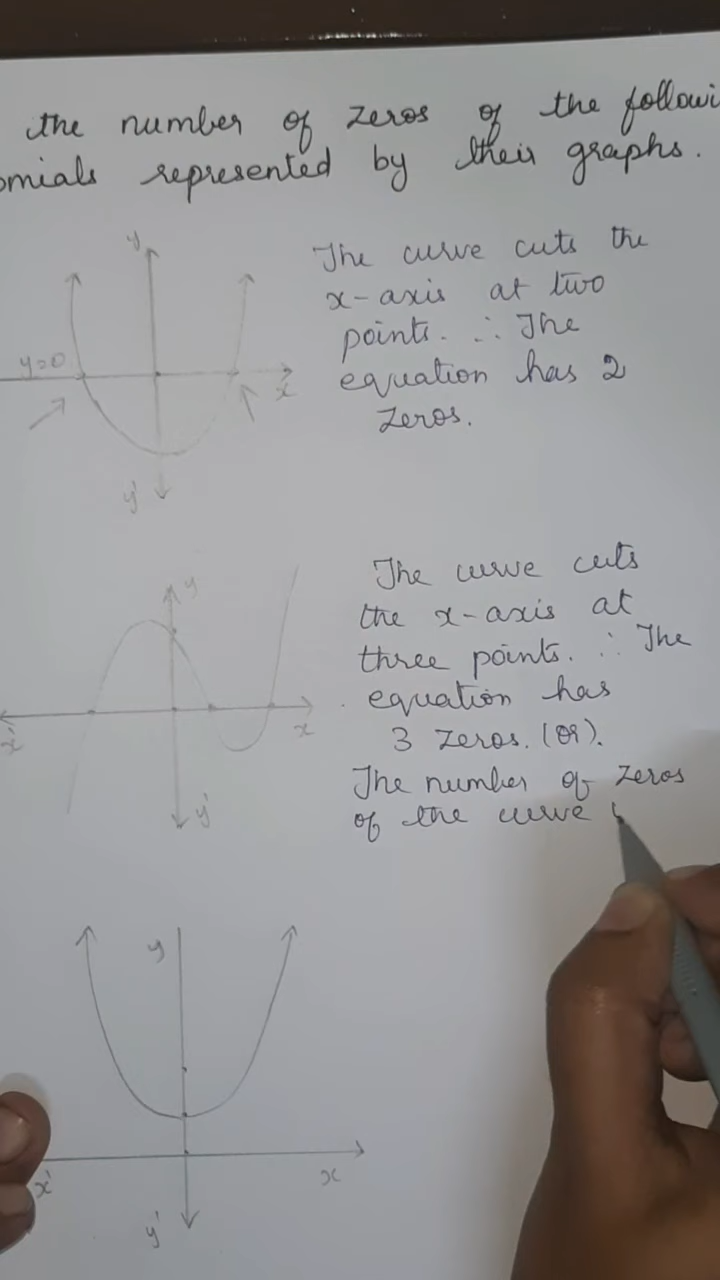 the number of zeros of the followi
omials represented by their graphs.
y
The curve cuts the
x-axis at two
points. ∴ The
equation has 2
zeros.
y=0
x
y'
The curve cuts
the x-axis at
three points. ∴ The
equation has
3 zeros. (or).
The number of zeros
of the curve
y
x'
x
y'
y
x'
x
y'